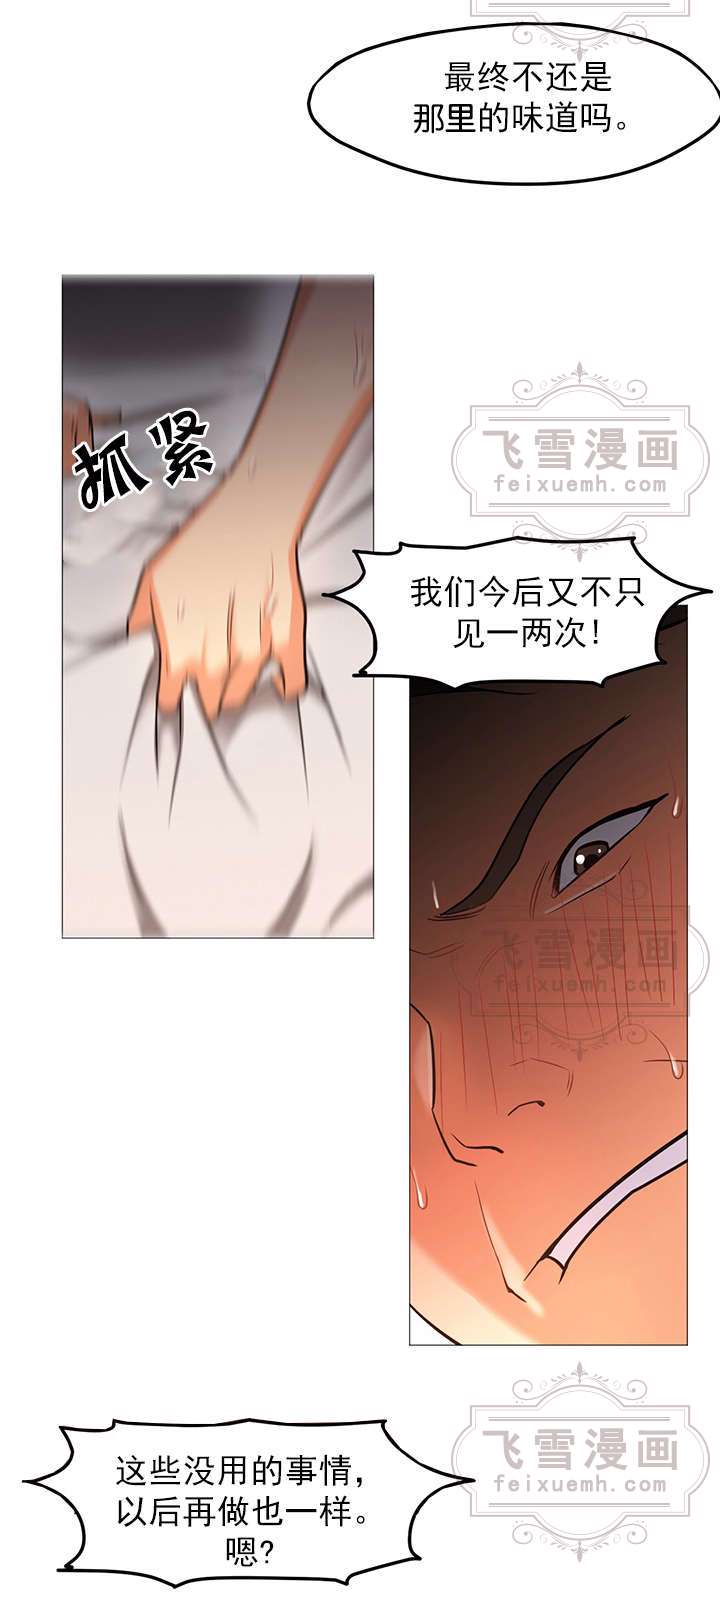 最终不还是
那里的味道吗。
抓紧
飞雪漫画
feixuemh.com
我们今后又不只
见一两次!
飞雪漫画
feixuemh.com
飞雪漫画
feixuemh.com
这些没用的事情,
以后再做也一样。
嗯?